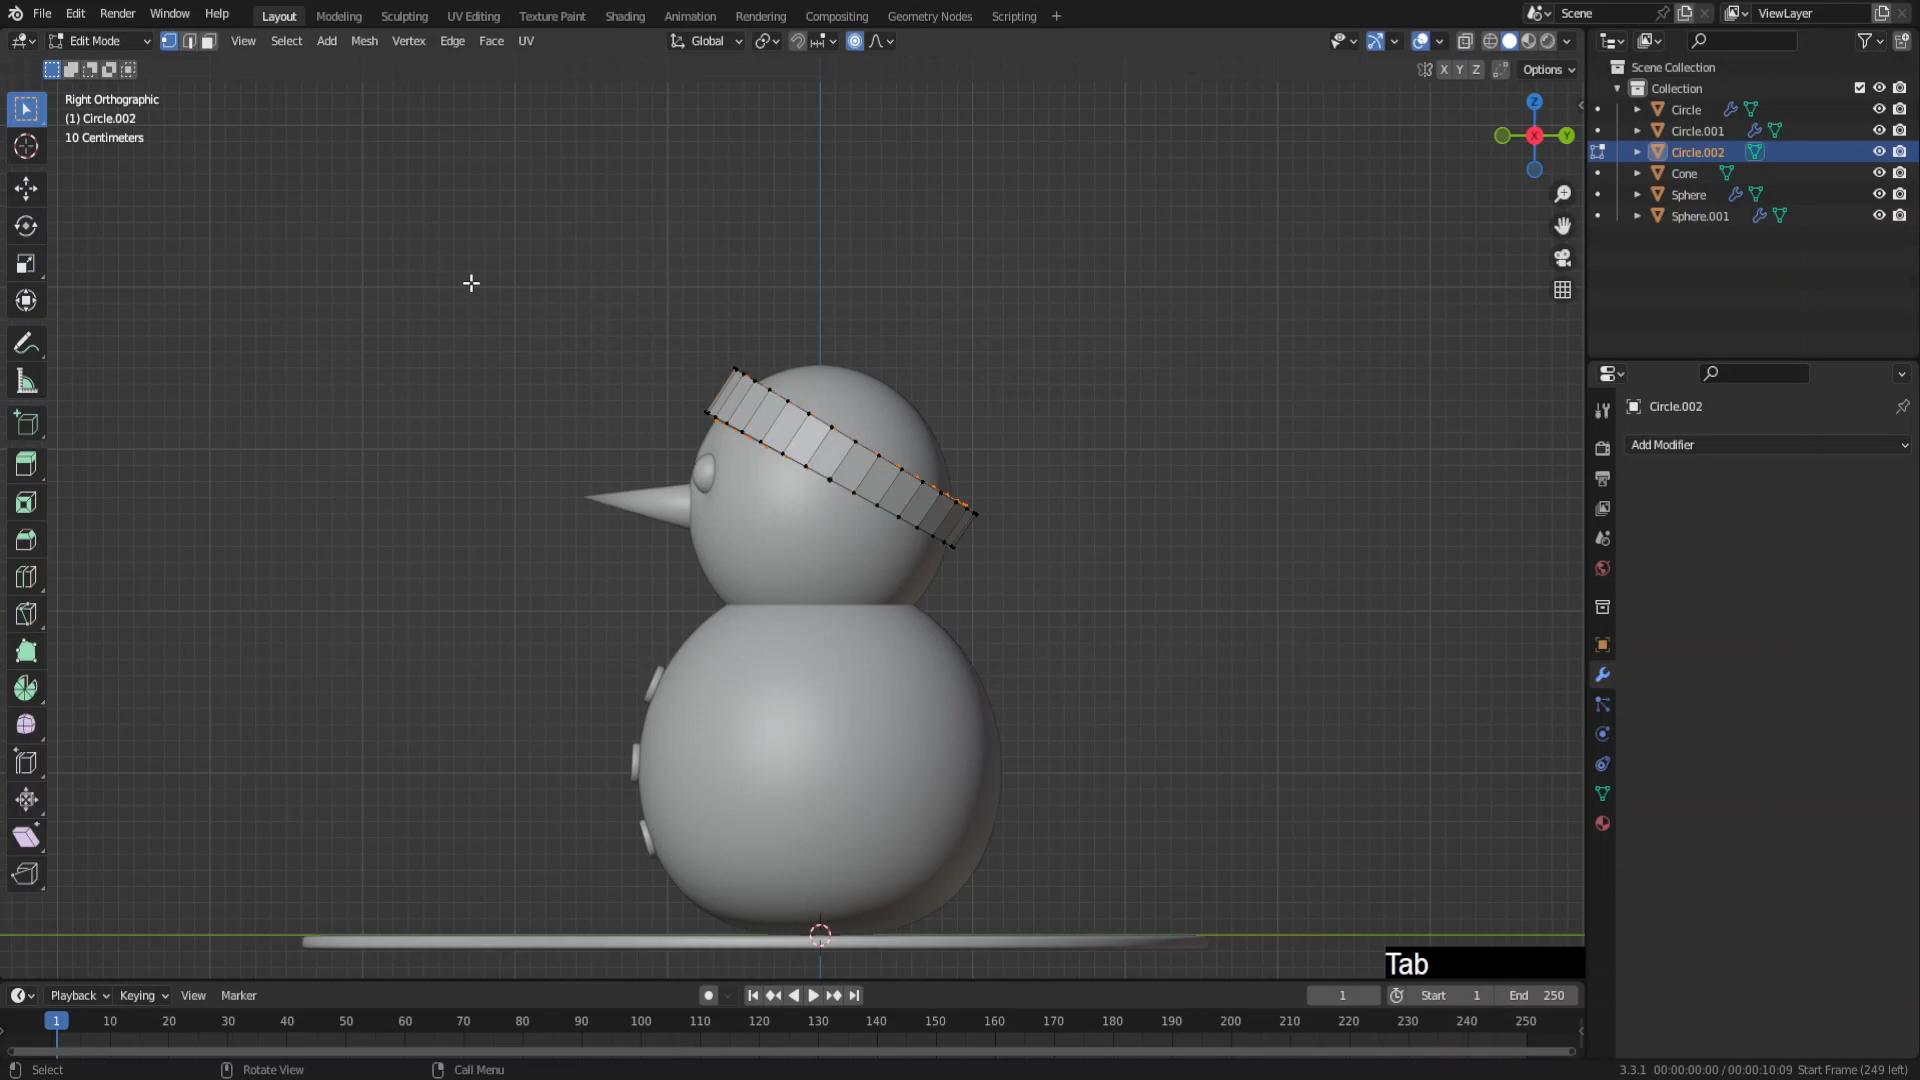 File Edit Render Window Help
Layout Modeling Sculpting UV Editing Texture Paint Shading Animation Rendering Compositing Geometry Nodes Scripting
Scene
ViewLayer
Edit Mode View Select Add Mesh Vertex Edge Face UV
Global
X Y Z
Options
Right Orthographic
(1) Circle.002
10 Centimeters
Z
X
Y
Scene Collection
Collection
Circle
Circle.001
Circle.002
Cone
Sphere
Sphere.001
Circle.002
Add Modifier
Tab
Playback Keying View Marker
1
Start 1
End 250
1 10 20 30 40 50 60 70 80 90 100 110 120 130 140 150 160 170 180 190 200 210 220 230 240 250
Select
Rotate View
Call Menu
3.3.1 00:00:00:00 / 00:00:10:09 Start Frame (249 left)